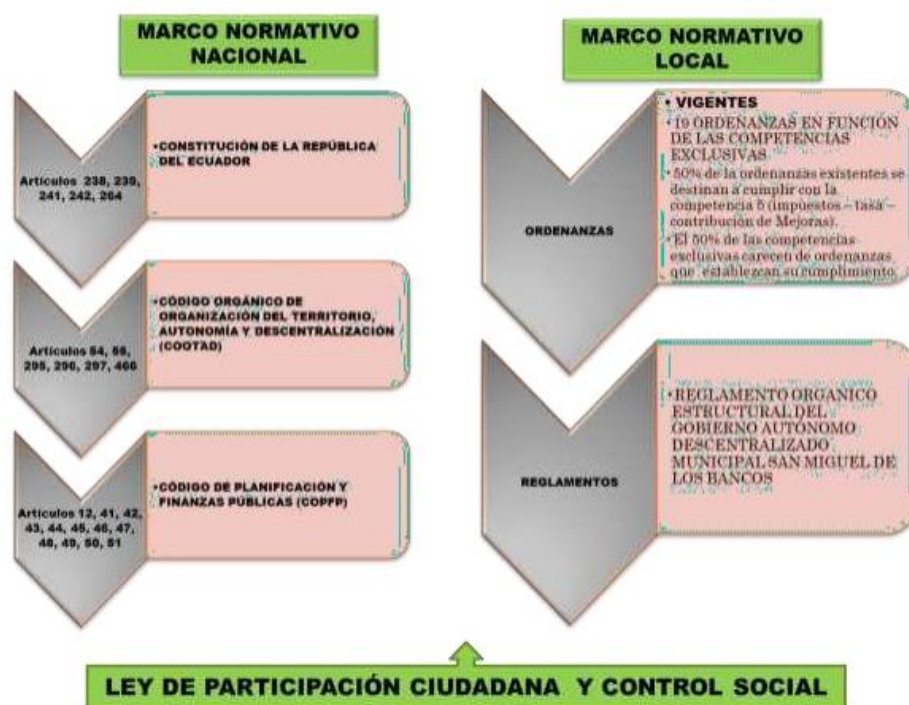 MARCO NORMATIVO
NACIONAL
Artículos 238, 239,
241, 242, 264
•CONSTITUCIÓN DE LA REPÚBLICA
DEL ECUADOR
Artículos 54, 55,
295, 296, 297, 466
•CÓDIGO ORGÁNICO DE
ORGANIZACIÓN DEL TERRITORIO,
AUTONOMÍA Y DESCENTRALIZACIÓN
(COOTAD)
Artículos 12, 41, 42,
43, 44, 45, 46, 47,
48, 49, 50, 51
•CÓDIGO DE PLANIFICACIÓN Y
FINANZAS PÚBLICAS (COPFP)
MARCO NORMATIVO
LOCAL
ORDENANZAS
• VIGENTES
•19 ORDENANZAS EN FUNCIÓN
DE LAS COMPETENCIAS
EXCLUSIVAS
•50% de la ordenanzas existentes se
destinan a cumplir con la
competencia 5 (impuestos – tasa –
contribución de Mejoras).
•El 50% de las competencias
exclusivas carecen de ordenanzas
que establezcan su cumplimiento
REGLAMENTOS
•REGLAMENTO ORGANICO
ESTRUCTURAL DEL
GOBIERNO AUTÓNOMO
DESCENTRALIZADO
MUNICIPAL SAN MIGUEL DE
LOS BANCOS
LEY DE PARTICIPACIÓN CIUDADANA Y CONTROL SOCIAL